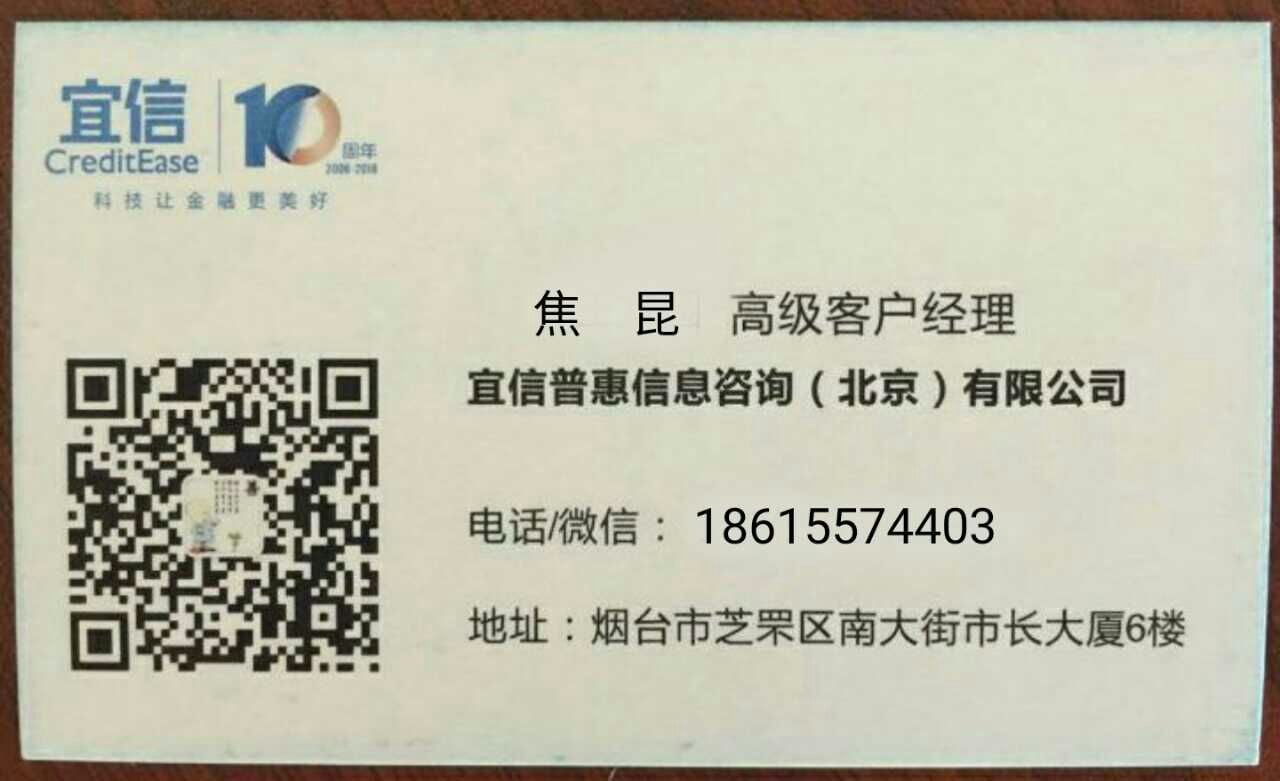 宜信
CreditEase
10
周年
2006-2016
科技让金融更美好
焦 昆 高级客户经理
宜信普惠信息咨询（北京）有限公司
电话/微信： 18615574403
地址：烟台市芝罘区南大街市长大厦6楼